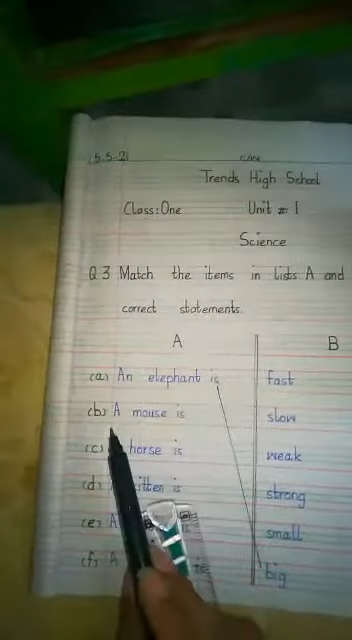 15-5-21 C/W
Trends High School
Class: One Unit # 1
Science
Q3 Match the items in lists A and
correct statements.
A B
(a) An elephant is fast
(b) A mouse is slow
(c) horse is weak
(d) kitten is strong
(e) A small
(f) A big